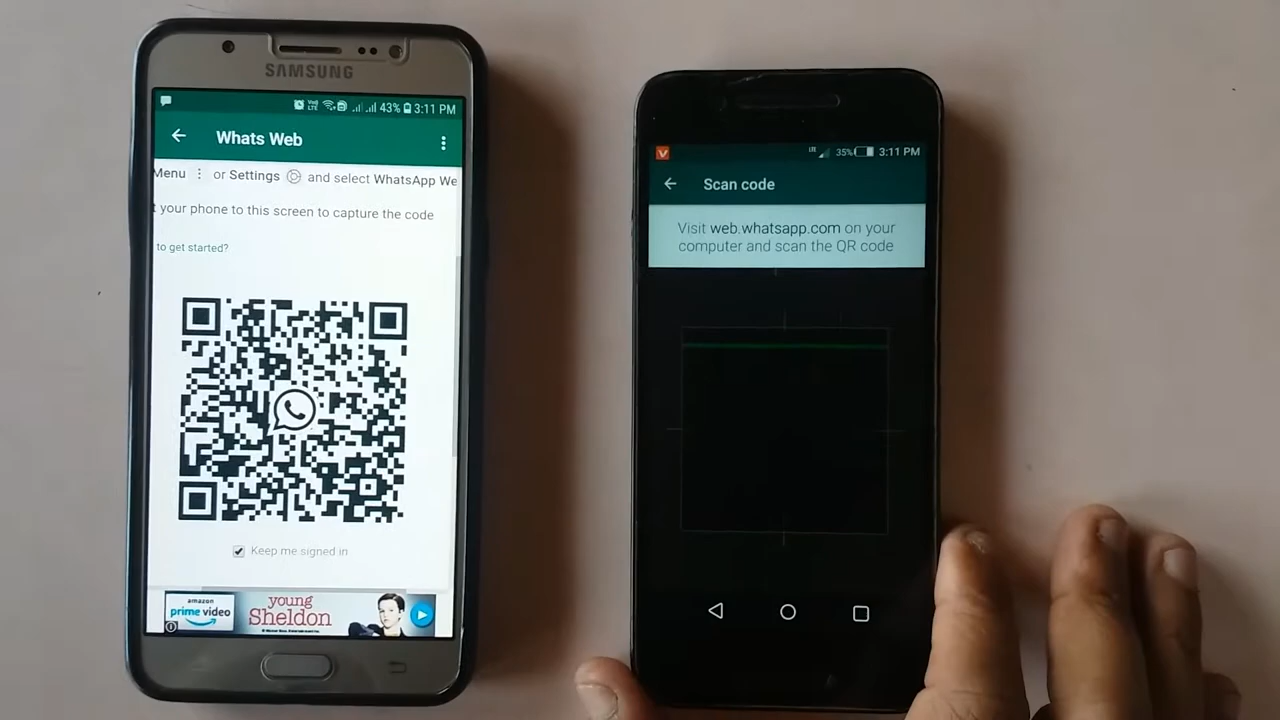 SAMSUNG
43% 3:11 PM
Whats Web
Menu or Settings and select WhatsApp We
t your phone to this screen to capture the code
to get started?
Keep me signed in
amazon
prime video
young
Sheldon
LTE 35% 3:11 PM
Scan code
Visit web.whatsapp.com on your
computer and scan the QR code